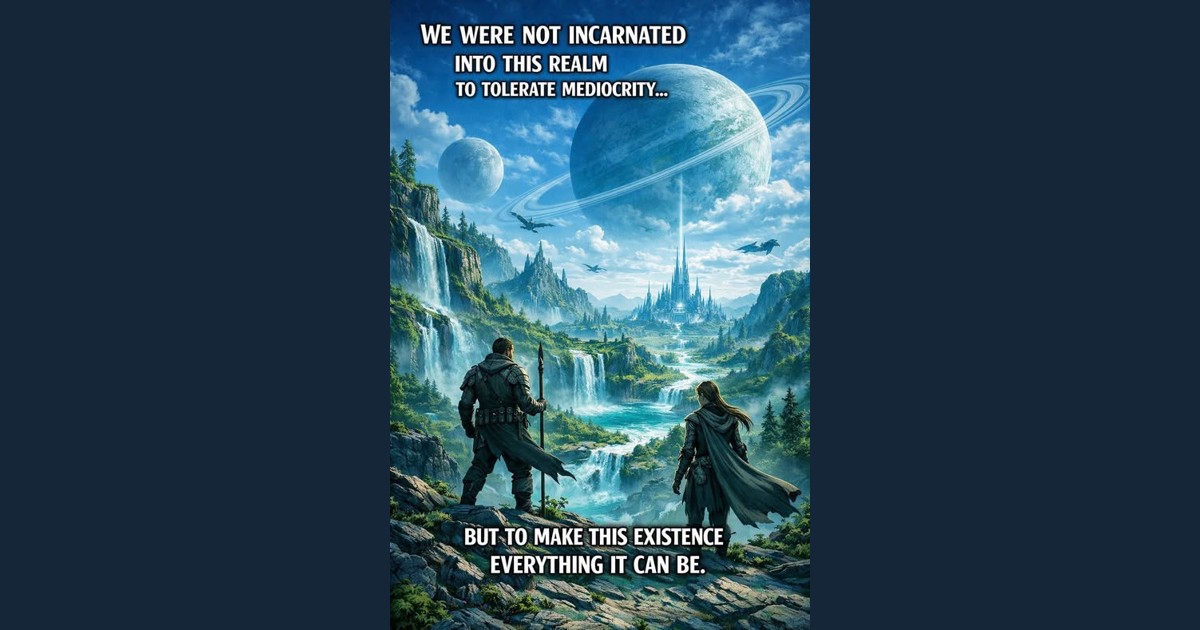 WE WERE NOT INCARNATED
INTO THIS REALM
TO TOLERATE MEDIOCRITY...
BUT TO MAKE THIS EXISTENCE
EVERYTHING IT CAN BE.